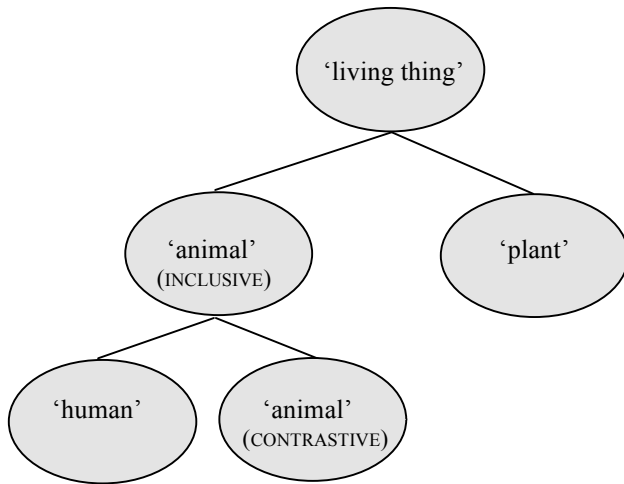 ‘living thing’
‘animal’
(INCLUSIVE)
‘plant’
‘human’
‘animal’
(CONTRASTIVE)